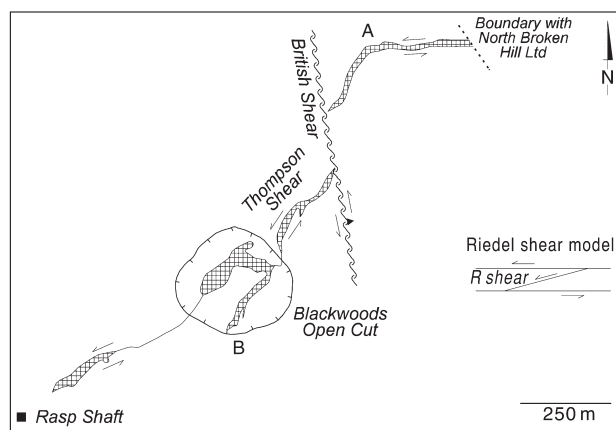 A
Boundary with
North Broken
Hill Ltd
N
British Shear
Thompson
Shear
Riedel shear model
R shear
Blackwoods
Open Cut
B
250 m
Rasp Shaft